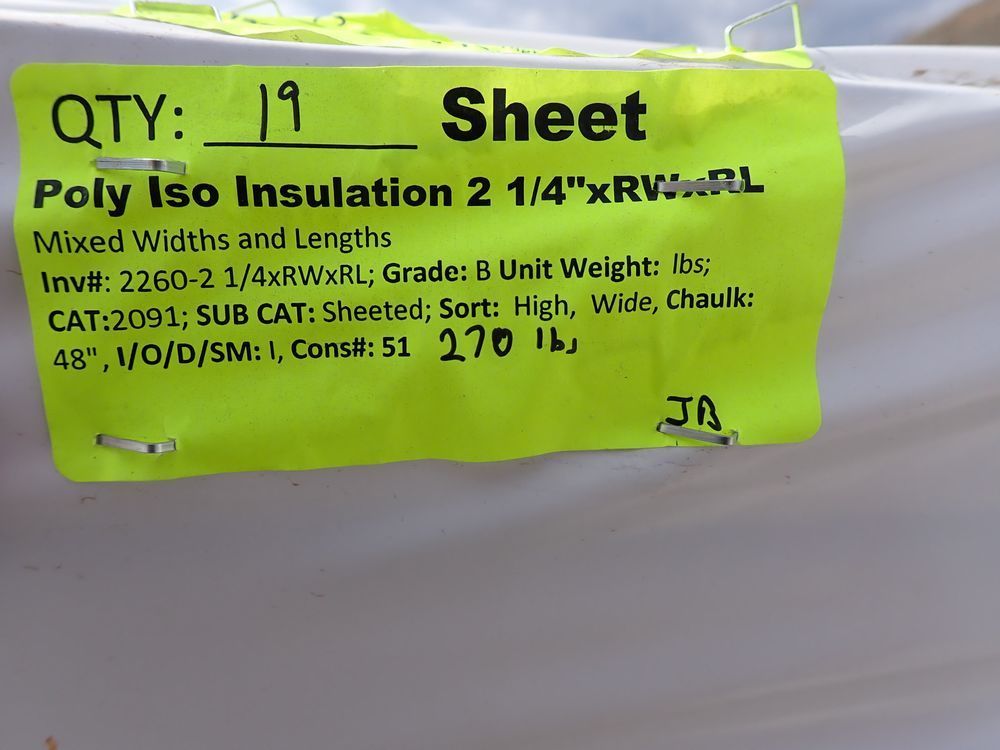 QTY: 19 Sheet
Poly Iso Insulation 2 1/4"xRWxRL
Mixed Widths and Lengths
Inv#: 2260-2 1/4xRWxRL; Grade: B Unit Weight: lbs;
CAT:2091; SUB CAT: Sheeted; Sort: High, Wide, Chaulk:
48", I/O/D/SM: I, Cons#: 51 270 lbs
JB